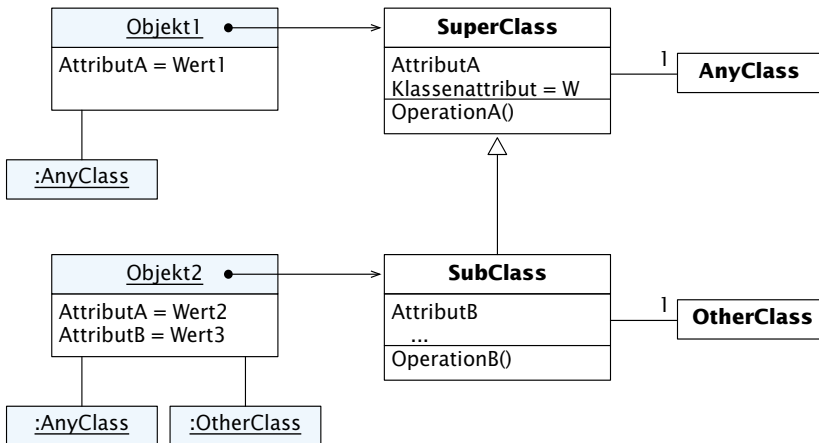 Objekt1
AttributA = Wert1
:AnyClass
SuperClass
AttributA
Klassenattribut = W
OperationA()
1
AnyClass
Objekt2
AttributA = Wert2
AttributB = Wert3
:AnyClass
:OtherClass
SubClass
AttributB
...
OperationB()
1
OtherClass